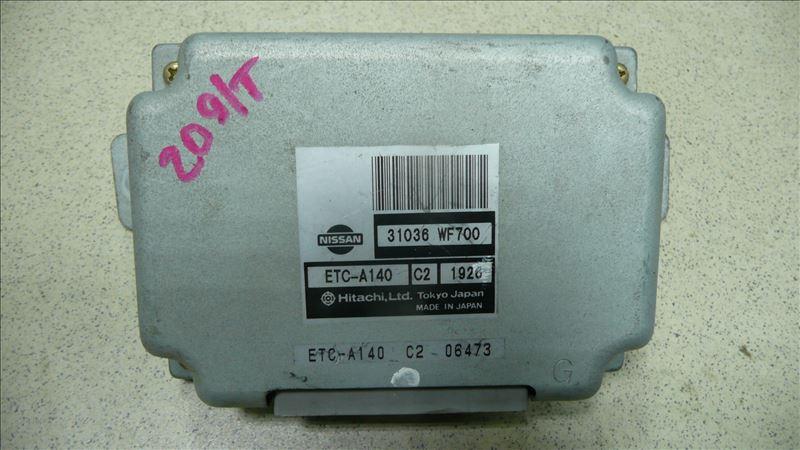 209/T
NISSAN
31036 WF700
ETC-A140 C2 1926
Hitachi, Ltd. Tokyo Japan
MADE IN JAPAN
ETC-A140 C2 06473
G